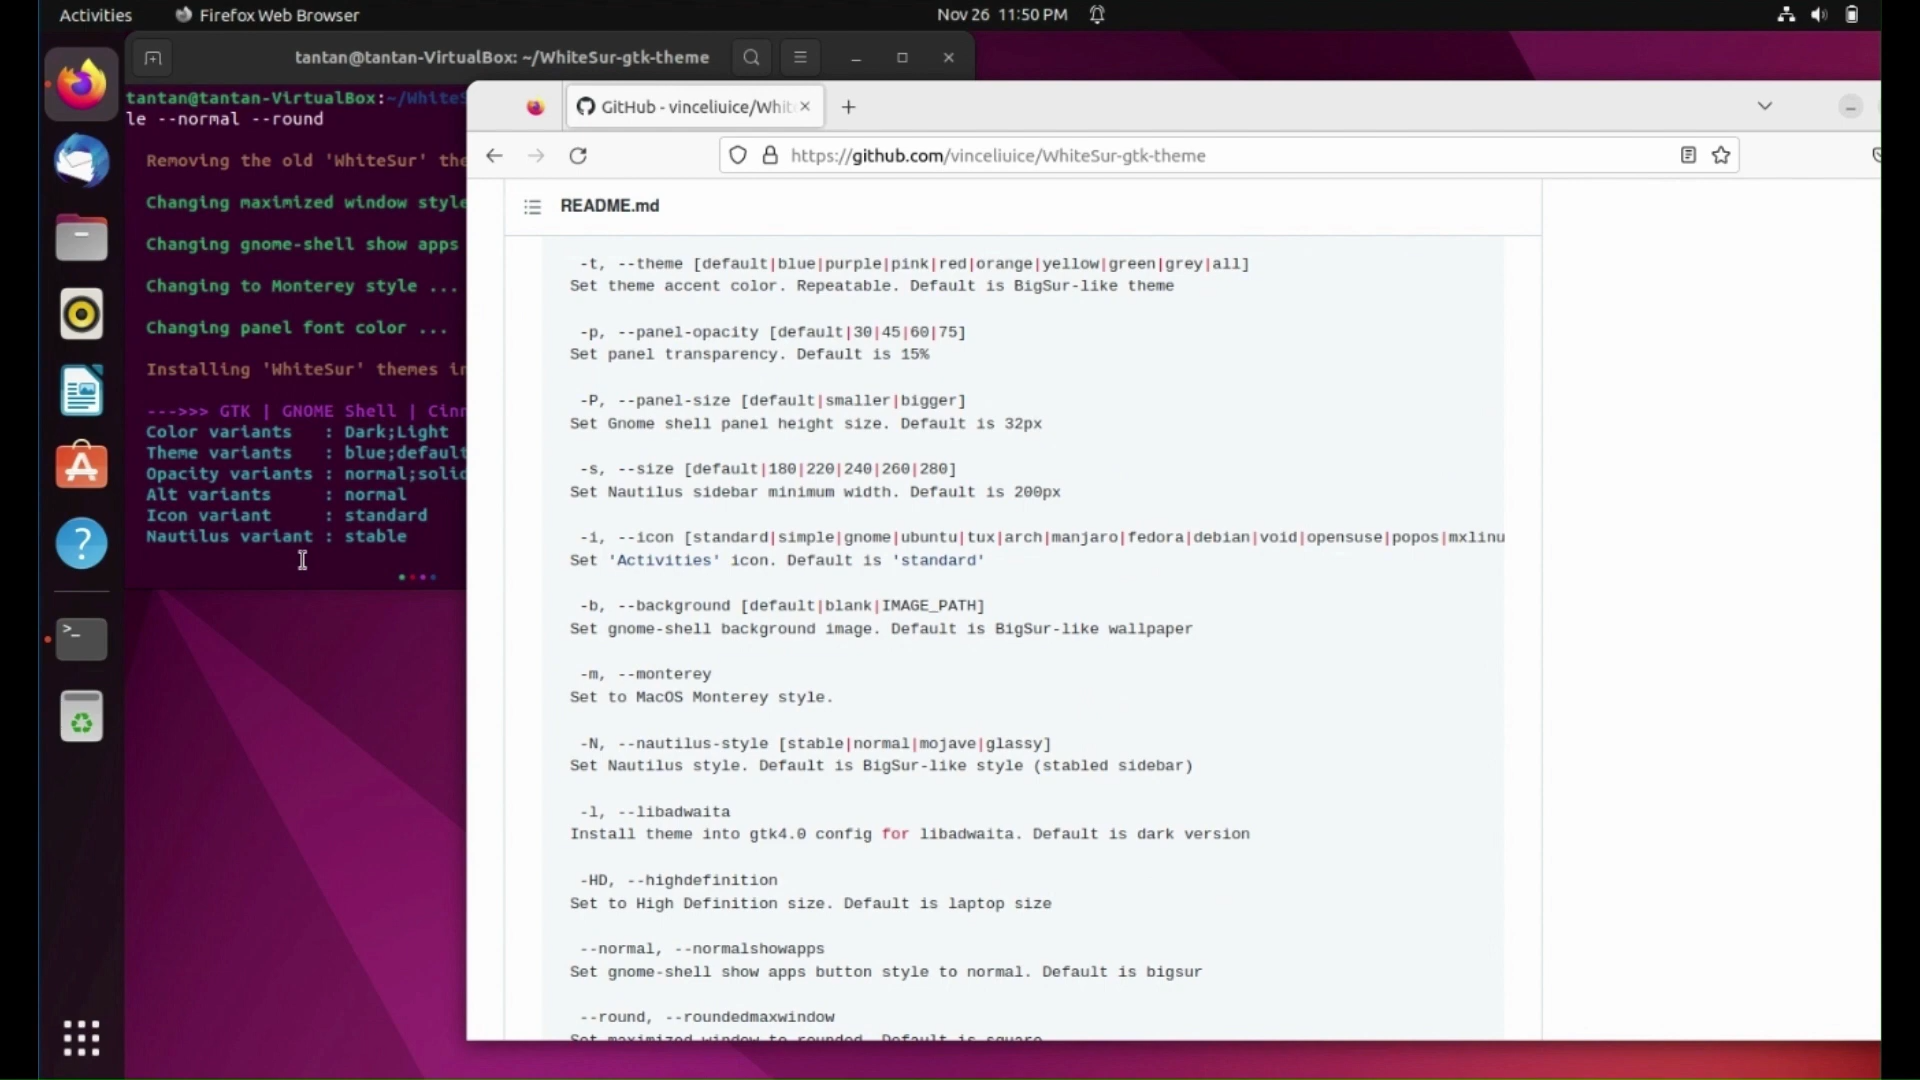 Activities
Firefox Web Browser
Nov 26 11:50 PM
tantan@tantan-VirtualBox: ~/WhiteSur-gtk-theme
tantan@tantan-VirtualBox:~/WhiteS
le --normal --round
Removing the old 'WhiteSur' the
Changing maximized window style
Changing gnome-shell show apps
Changing to Monterey style ...
Changing panel font color ...
Installing 'WhiteSur' themes in
--->>> GTK | GNOME Shell | Cinn
Color variants : Dark;Light
Theme variants : blue;default
Opacity variants : normal;solid
Alt variants : normal
Icon variant : standard
Nautilus variant : stable
GitHub - vinceliuice/Whit
https://github.com/vinceliuice/WhiteSur-gtk-theme
README.md
-t, --theme [default|blue|purple|pink|red|orange|yellow|green|grey|all]
Set theme accent color. Repeatable. Default is BigSur-like theme
-p, --panel-opacity [default|30|45|60|75]
Set panel transparency. Default is 15%
-P, --panel-size [default|smaller|bigger]
Set Gnome shell panel height size. Default is 32px
-s, --size [default|180|220|240|260|280]
Set Nautilus sidebar minimum width. Default is 200px
-i, --icon [standard|simple|gnome|ubuntu|tux|arch|manjaro|fedora|debian|void|opensuse|popos|mxlinu
Set 'Activities' icon. Default is 'standard'
-b, --background [default|blank|IMAGE_PATH]
Set gnome-shell background image. Default is BigSur-like wallpaper
-m, --monterey
Set to MacOS Monterey style.
-N, --nautilus-style [stable|normal|mojave|glassy]
Set Nautilus style. Default is BigSur-like style (stabled sidebar)
-l, --libadwaita
Install theme into gtk4.0 config for libadwaita. Default is dark version
-HD, --highdefinition
Set to High Definition size. Default is laptop size
--normal, --normalshowapps
Set gnome-shell show apps button style to normal. Default is bigsur
--round, --roundedmaxwindow
Set maximized window to rounded. Default is square